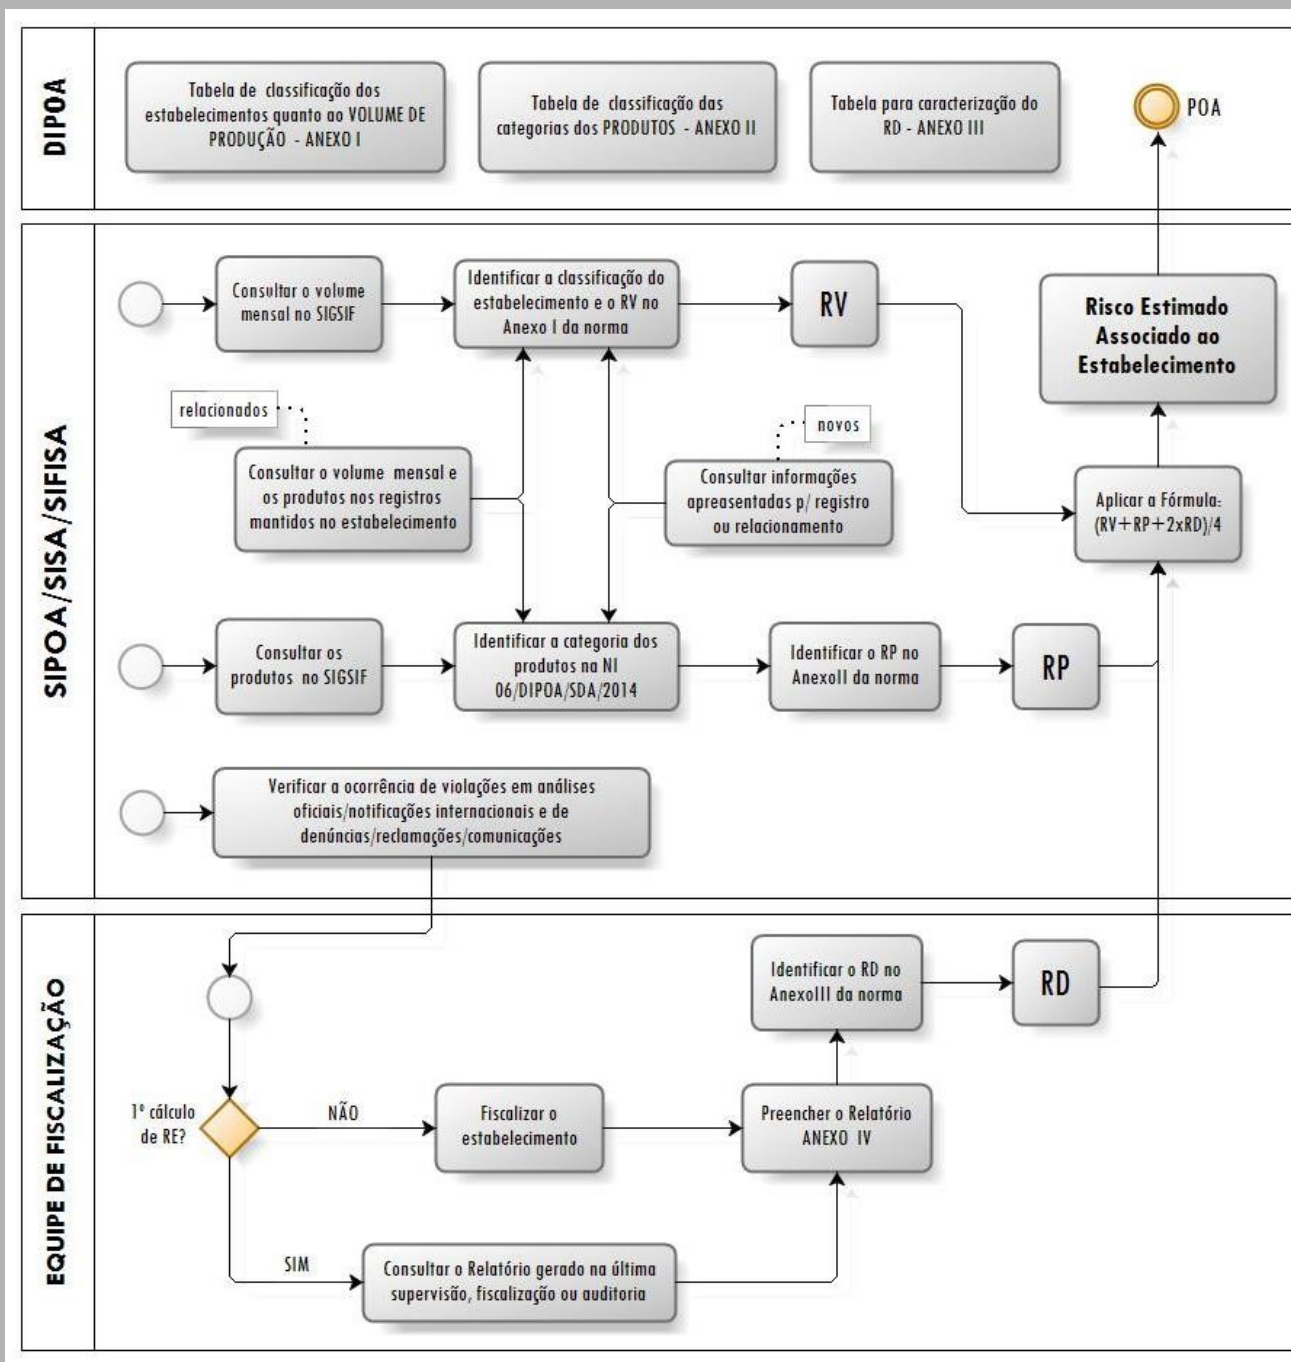 DIPOA
Tabela de classificação dos
estabelecimentos quanto ao VOLUME DE
PRODUÇÃO - ANEXO I
Tabela de classificação das
categorias dos PRODUTOS - ANEXO II
Tabela para caracterização do
RD - ANEXO III
POA
SIPOA/SISA/SIFISA
Consultar o volume
mensal no SIGSIF
Identificar a classificação do
estabelecimento e o RV no
Anexo I da norma
RV
Risco Estimado
Associado ao
Estabelecimento
relacionados
Consultar o volume mensal e
os produtos nos registros
mantidos no estabelecimento
novos
Consultar informações
apreasentadas p/ registro
ou relacionamento
Aplicar a Fórmula:
(RV+RP+2xRD)/4
Consultar os
produtos no SIGSIF
Identificar a categoria dos
produtos na NI
06/DIPOA/SDA/2014
Identificar o RP no
AnexoII da norma
RP
Verificar a ocorrência de violações em análises
oficiais/notificações internacionais e de
denúncias/reclamações/comunicações
EQUIPE DE FISCALIZAÇÃO
Identificar o RD no
AnexoIII da norma
RD
1º cálculo
de RE?
NÃO
Fiscalizar o
estabelecimento
Preencher o Relatório
ANEXO IV
SIM
Consultar o Relatório gerado na última
supervisão, fiscalização ou auditoria